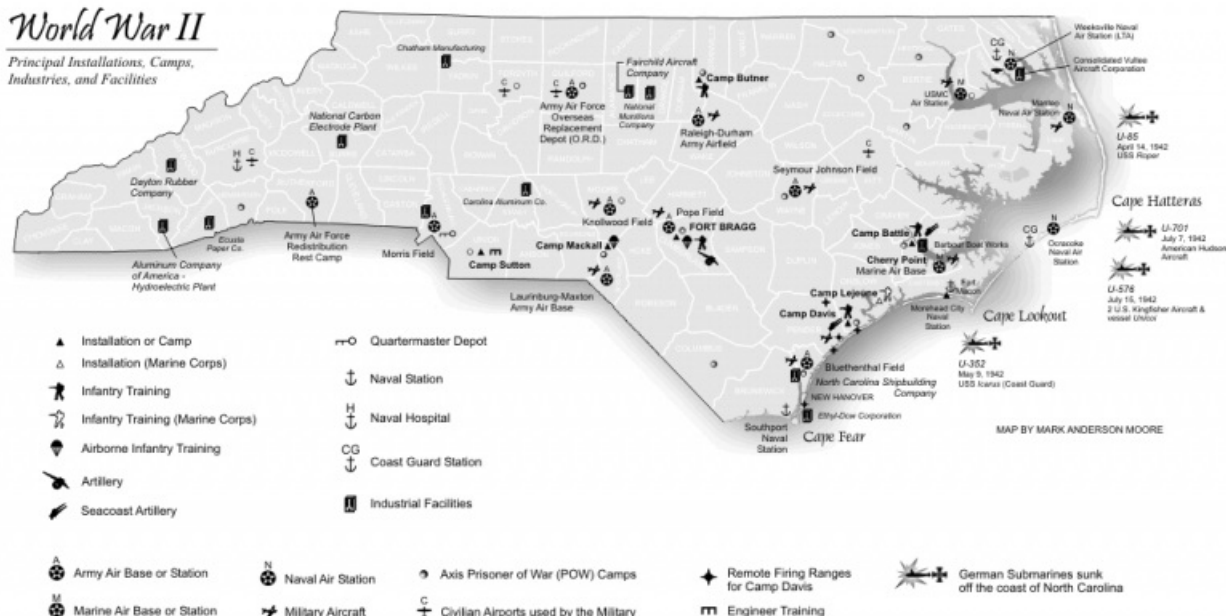 World War II
Principal Installations, Camps,
Industries, and Facilities
Chatham Manufacturing
Fairchild Aircraft
Company
Camp Butner
National
Munitions
Company
Raleigh-Durham
Army Airfield
C
C
A
Army Air Force
Overseas
Replacement
Depot (O.R.D.)
National Carbon
Electrode Plant
H
C
Dayton Rubber
Company
Ecusta
Paper Co.
Aluminum Company
of America -
Hydroelectric Plant
A
Army Air Force
Redistribution
Rest Camp
A
Morris Field
Carolina Aluminum Co.
Camp Sutton
A
Knollwood Field
Camp Mackall
A
Laurinburg-Maxton
Army Air Base
A
Pope Field
FORT BRAGG
A
Seymour Johnson Field
A
C
Weeksville Naval
Air Station (LTA)
CG
N
Consolidated Vultee
Aircraft Corporation
M
USMC
Air Station
Manteo
Naval Air Station
N
U-85
April 14, 1942
USS Roper
Cape Hatteras
U-701
July 7, 1942
American Hudson
Aircraft
U-576
July 15, 1942
2 U.S. Kingfisher Aircraft &
vessel Unicoi
N
CG
Ocracoke
Naval Air
Station
Camp Battle
Barbour Boat Works
Cherry Point
Marine Air Base
M
Camp Lejeune
Fort
Macon
Morehead City
Naval
Station
Cape Lookout
U-352
May 9, 1942
USS Icarus (Coast Guard)
Camp Davis
A
Bluethenthal Field
North Carolina Shipbuilding
Company
NEW HANOVER
Ethyl-Dow Corporation
Southport
Naval
Station
Cape Fear
MAP BY MARK ANDERSON MOORE
Installation or Camp
Installation (Marine Corps)
Infantry Training
Infantry Training (Marine Corps)
Airborne Infantry Training
Artillery
Seacoast Artillery
Quartermaster Depot
Naval Station
H
Naval Hospital
CG
Coast Guard Station
Industrial Facilities
A
Army Air Base or Station
M
Marine Air Base or Station
N
Naval Air Station
Military Aircraft
Axis Prisoner of War (POW) Camps
C
Civilian Airports used by the Military
Remote Firing Ranges
for Camp Davis
Engineer Training
German Submarines sunk
off the coast of North Carolina